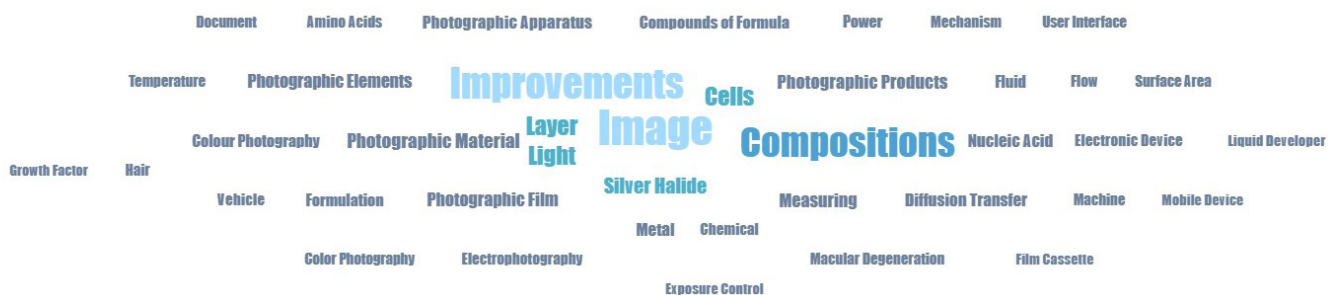 Document Amino Acids Photographic Apparatus Compounds of Formula Power Mechanism User Interface
Temperature Photographic Elements Improvements Cells Photographic Products Fluid Flow Surface Area
Colour Photography Photographic Material Layer Image Compositions Nucleic Acid Electronic Device Liquid Developer
Light
Growth Factor Hair
Silver Halide
Vehicle Formulation Photographic Film Measuring Diffusion Transfer Machine Mobile Device
Metal Chemical
Color Photography Electrophotography Macular Degeneration Film Cassette
Exposure Control